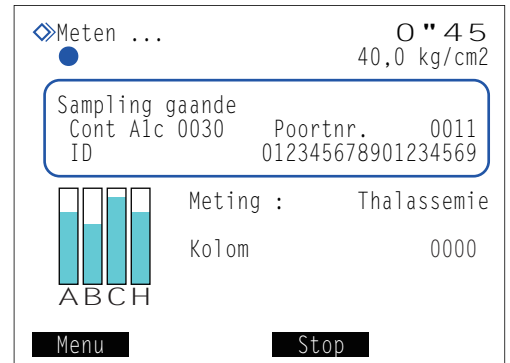 Meten ... 0"45
40,0 kg/cm2
Sampling gaande
Cont A1c 0030 Poortnr. 0011
ID 012345678901234569
Meting : Thalassemie
Kolom 0000
ABCH
Menu Stop